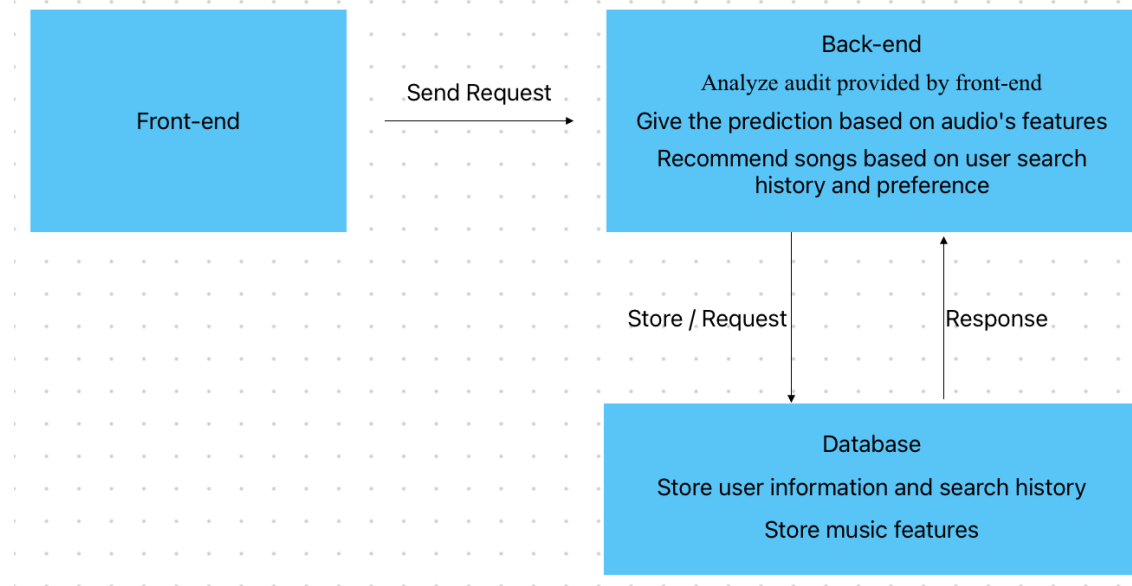 Front-end
Send Request
Back-end
Analyze audit provided by front-end
Give the prediction based on audio's features
Recommend songs based on user search
history and preference
Store / Request
Response
Database
Store user information and search history
Store music features